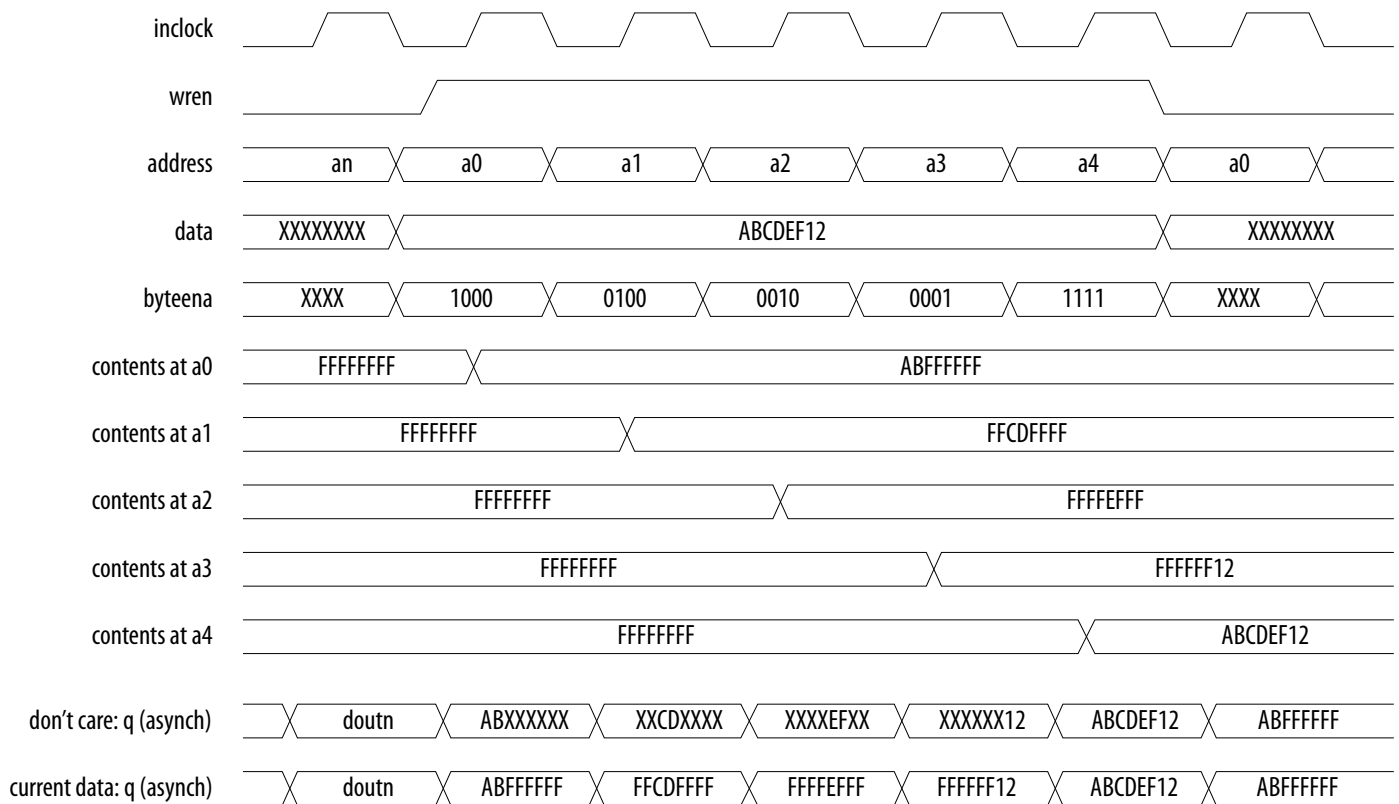 inclock
wren
address an a0 a1 a2 a3 a4 a0
data XXXXXXXX ABCDEF12 XXXXXXXX
byteena XXXX 1000 0100 0010 0001 1111 XXXX
contents at a0 FFFFFFFF ABFFFFFF
contents at a1 FFFFFFFF FFCDFFFF
contents at a2 FFFFFFFF FFFFEFFF
contents at a3 FFFFFFFF FFFFFF12
contents at a4 FFFFFFFF ABCDEF12
don't care: q (asynch) doutn ABXXXXXX XXCDXXXX XXXXEFXX XXXXXX12 ABCDEF12 ABFFFFFF
current data: q (asynch) doutn ABFFFFFF FFCDFFFF FFFFEFFF FFFFFF12 ABCDEF12 ABFFFFFF